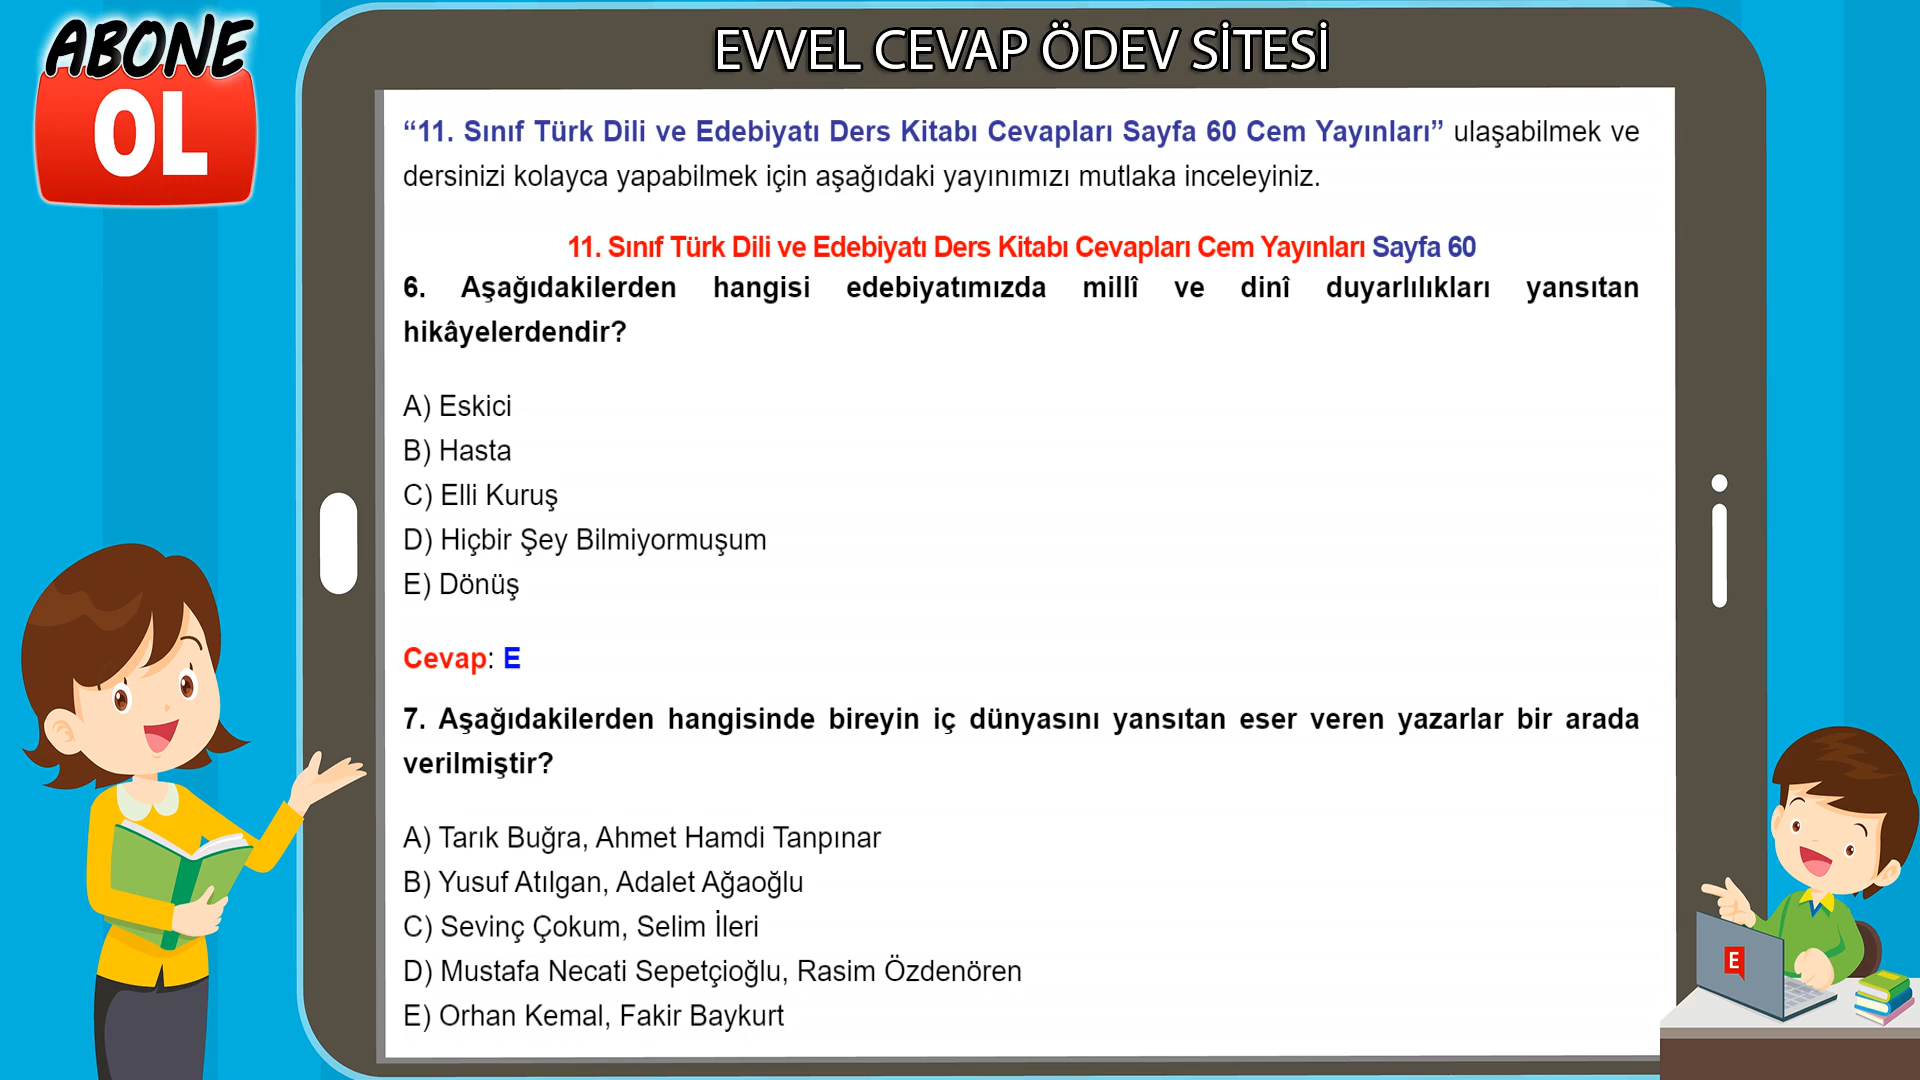 ABONE
OL
EVVEL CEVAP ÖDEV SİTESİ
“11. Sınıf Türk Dili ve Edebiyatı Ders Kitabı Cevapları Sayfa 60 Cem Yayınları” ulaşabilmek ve
dersinizi kolayca yapabilmek için aşağıdaki yayınımızı mutlaka inceleyiniz.
11. Sınıf Türk Dili ve Edebiyatı Ders Kitabı Cevapları Cem Yayınları Sayfa 60
6. Aşağıdakilerden hangisi edebiyatımızda millî ve dinî duyarlılıkları yansıtan
hikâyelerdendir?
A) Eskici
B) Hasta
C) Elli Kuruş
D) Hiçbir Şey Bilmiyormuşum
E) Dönüş
Cevap: E
7. Aşağıdakilerden hangisinde bireyin iç dünyasını yansıtan eser veren yazarlar bir arada
verilmiştir?
A) Tarık Buğra, Ahmet Hamdi Tanpınar
B) Yusuf Atılgan, Adalet Ağaoğlu
C) Sevinç Çokum, Selim İleri
D) Mustafa Necati Sepetçioğlu, Rasim Özdenören
E) Orhan Kemal, Fakir Baykurt
E